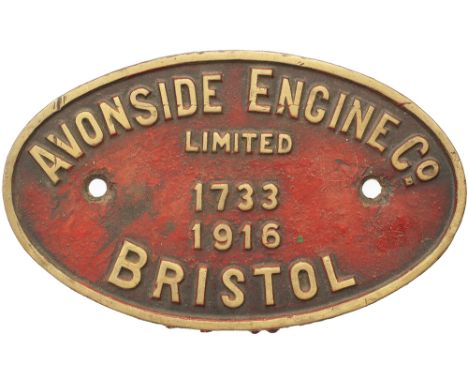 AVONSIDE ENGINE Co
LIMITED
1733
1916
BRISTOL